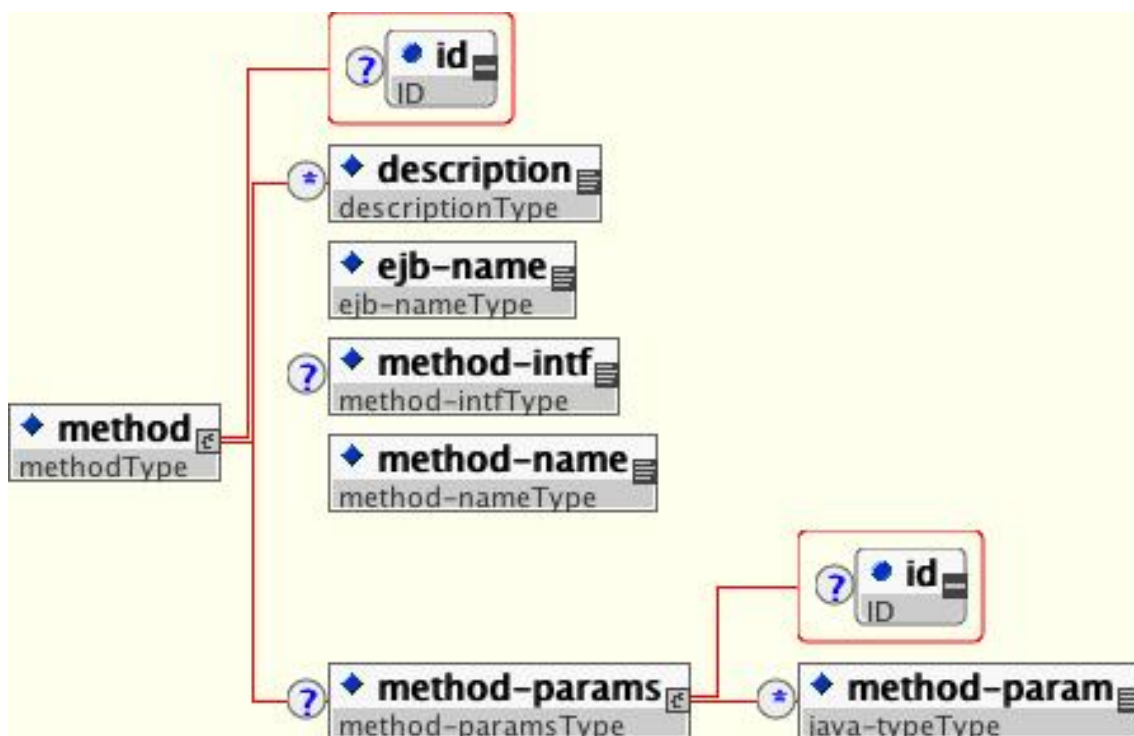 ? id
ID
* description
descriptionType
ejb-name
ejb-nameType
? method-intf
method-intfType
method
methodType
method-name
method-nameType
? id
ID
? method-params
method-paramsType
* method-param
java-typeType